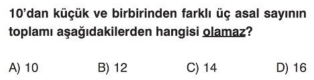 10'dan küçük ve birbirinden farklı üç asal sayının
toplamı aşağıdakilerden hangisi olamaz?
A) 10 B) 12 C) 14 D) 16